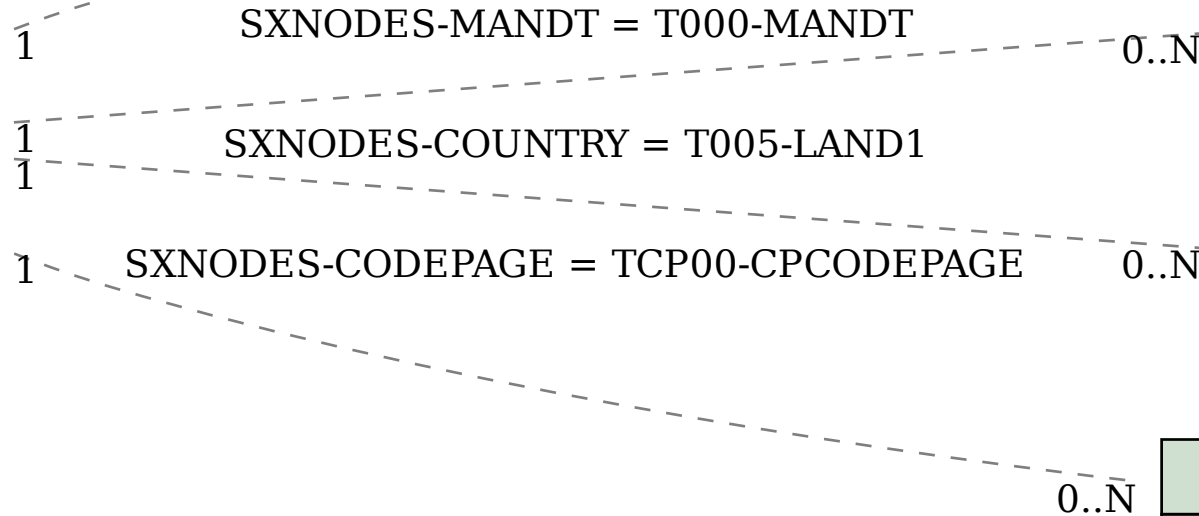 SXNODES-MANDT = T000-MANDT
1
0..N
1
SXNODES-COUNTRY = T005-LAND1
1
1
SXNODES-CODEPAGE = TCP00-CPCODEPAGE
0..N
0..N